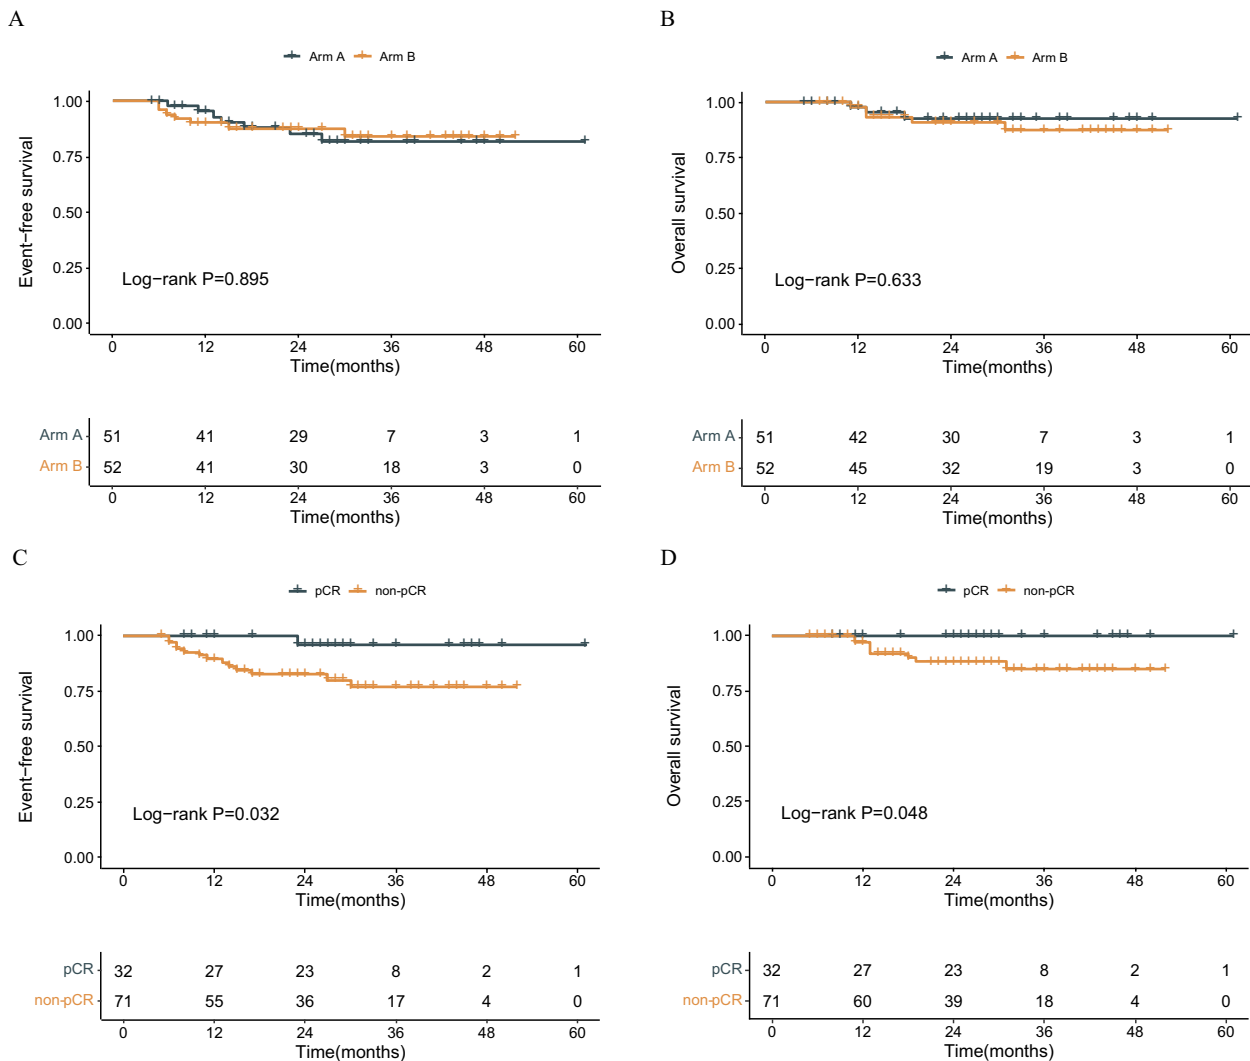 A
Arm A Arm B
Event-free survival
1.00
0.75
0.50
0.25
0.00
Log-rank P=0.895
0 12 24 36 48 60
Time(months)
Arm A 51 41 29 7 3 1
Arm B 52 41 30 18 3 0
0 12 24 36 48 60
Time(months)
B
Arm A Arm B
Overall survival
1.00
0.75
0.50
0.25
0.00
Log-rank P=0.633
0 12 24 36 48 60
Time(months)
Arm A 51 42 30 7 3 1
Arm B 52 45 32 19 3 0
0 12 24 36 48 60
Time(months)
C
pCR non-pCR
Event-free survival
1.00
0.75
0.50
0.25
0.00
Log-rank P=0.032
0 12 24 36 48 60
Time(months)
pCR 32 27 23 8 2 1
non-pCR 71 55 36 17 4 0
0 12 24 36 48 60
Time(months)
D
pCR non-pCR
Overall survival
1.00
0.75
0.50
0.25
0.00
Log-rank P=0.048
0 12 24 36 48 60
Time(months)
pCR 32 27 23 8 2 1
non-pCR 71 60 39 18 4 0
0 12 24 36 48 60
Time(months)